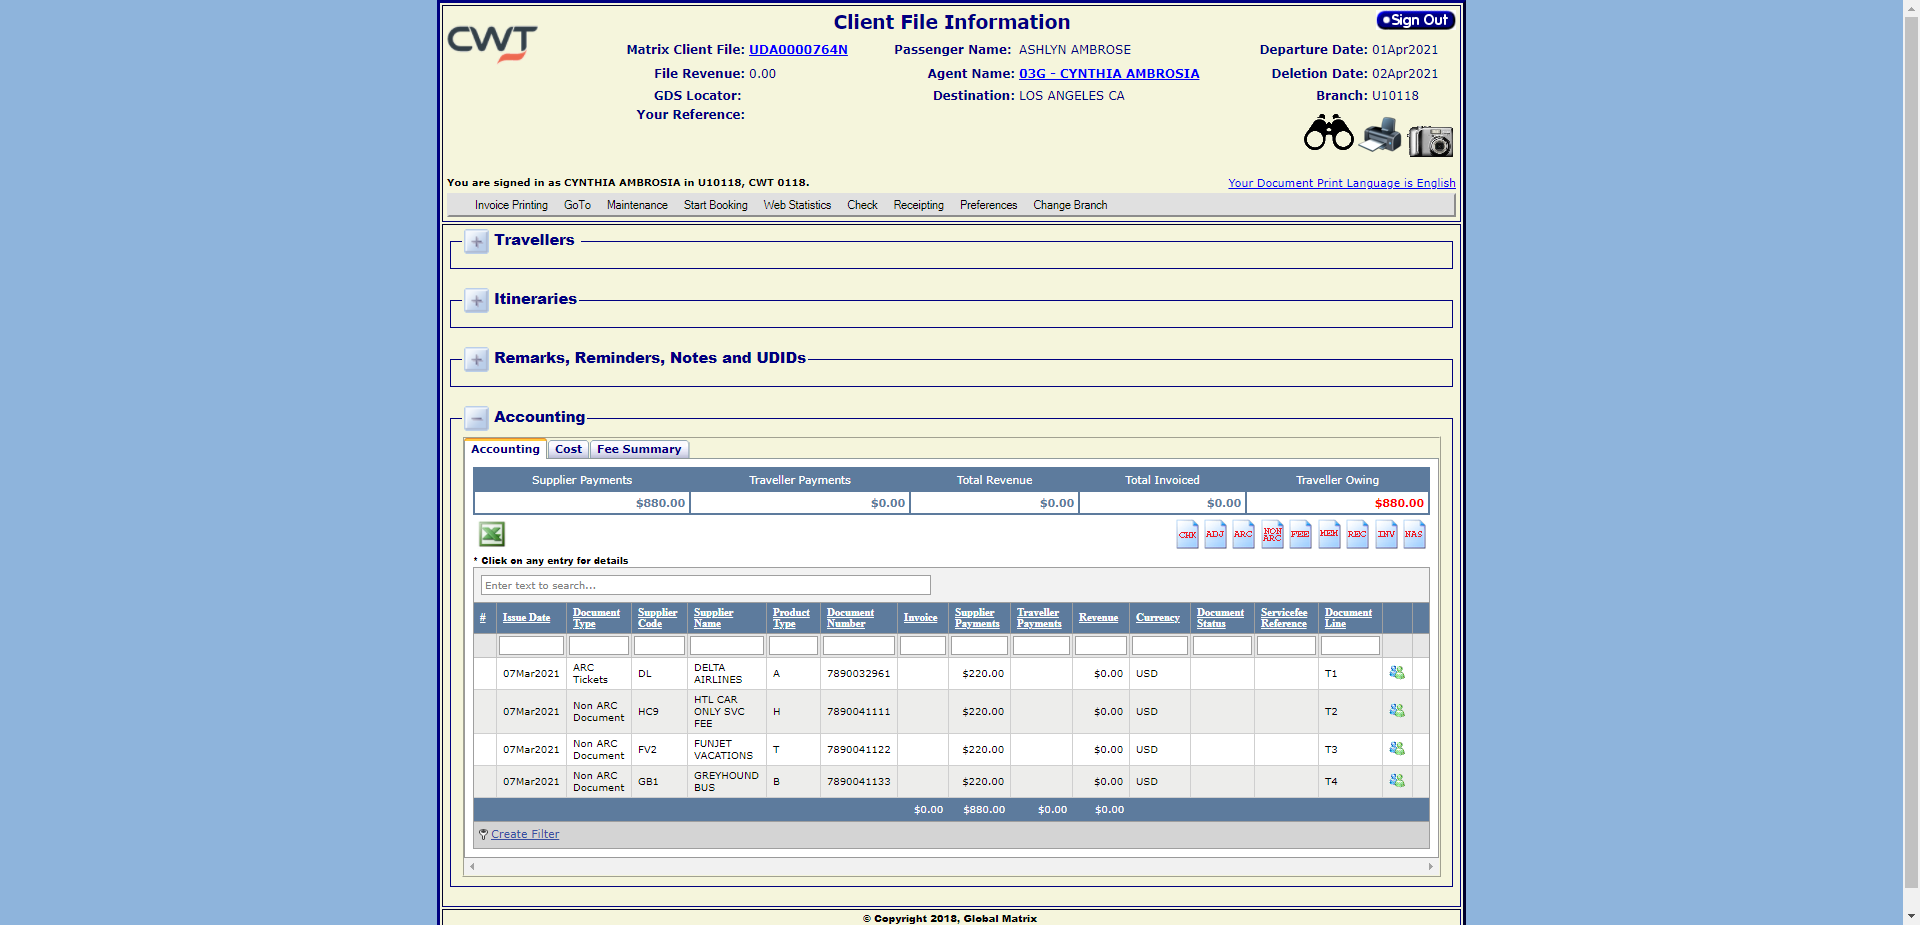 CWT
Client File Information
Sign Out
Matrix Client File: UDA0000764N
Passenger Name: ASHLYN AMBROSE
Departure Date: 01Apr2021
File Revenue: 0.00
Agent Name: 03G - CYNTHIA AMBROSIA
Deletion Date: 02Apr2021
GDS Locator:
Destination: LOS ANGELES CA
Branch: U10118
Your Reference:
You are signed in as CYNTHIA AMBROSIA in U10118, CWT 0118.
Your Document Print Language is English
Invoice Printing GoTo Maintenance Start Booking Web Statistics Check Receipting Preferences Change Branch
Travellers
Itineraries
Remarks, Reminders, Notes and UDIDs
Accounting
Accounting Cost Fee Summary
Supplier Payments Traveller Payments Total Revenue Total Invoiced Traveller Owing
$880.00 $0.00 $0.00 $0.00 $880.00
CHK ADJ ARC NON ARC FEE MEM REC INV NAS
* Click on any entry for details
Enter text to search...
# Issue Date Document Type Supplier Code Supplier Name Product Type Document Number Invoice Supplier Payments Traveller Payments Revenue Currency Document Status Servicefee Reference Document Line
07Mar2021 ARC Tickets DL DELTA AIRLINES A 7890032961 $220.00 $0.00 USD T1
07Mar2021 Non ARC Document HC9 HTL CAR ONLY SVC FEE H 7890041111 $220.00 $0.00 USD T2
07Mar2021 Non ARC Document FV2 FUNJET VACATIONS T 7890041122 $220.00 $0.00 USD T3
07Mar2021 Non ARC Document GB1 GREYHOUND BUS B 7890041133 $220.00 $0.00 USD T4
$0.00 $880.00 $0.00 $0.00
Create Filter
© Copyright 2018, Global Matrix